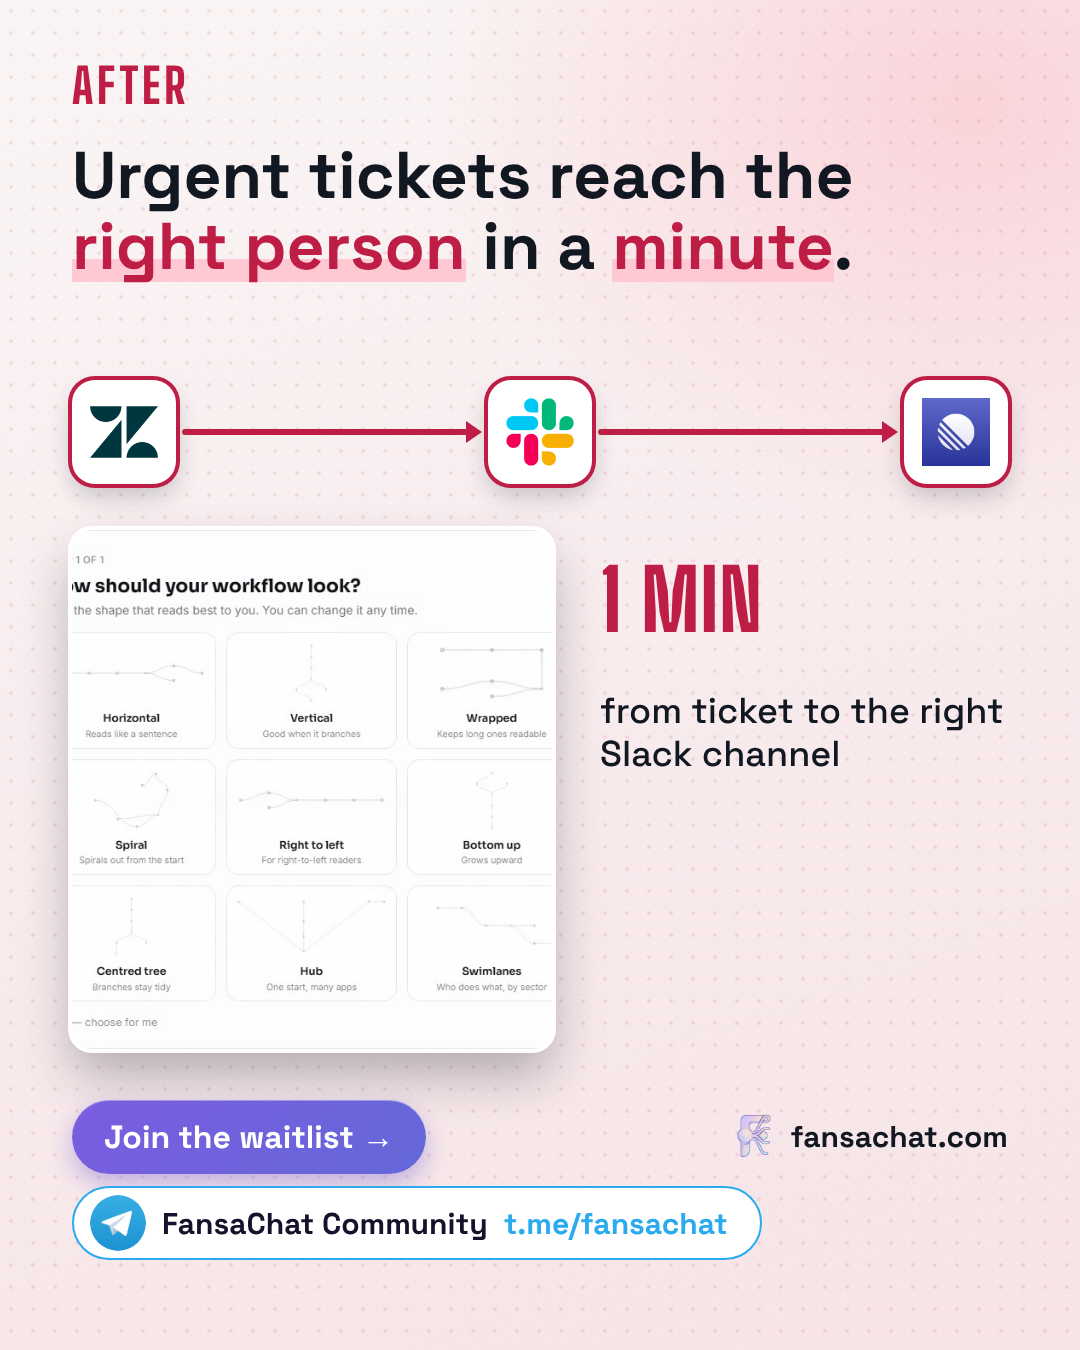 AFTER
Urgent tickets reach the
right person in a minute.
1 OF 1
ow should your workflow look?
the shape that reads best to you. You can change it any time.
Horizontal
Reads like a sentence
Vertical
Good when it branches
Wrapped
Keeps long ones readable
Spiral
Spirals out from the start
Right to left
For right-to-left readers
Bottom up
Grows upward
Centred tree
Branches stay tidy
Hub
One start, many apps
Swimlanes
Who does what, by sector
— choose for me
1 MIN
from ticket to the right
Slack channel
Join the waitlist →
fansachat.com
FansaChat Community t.me/fansachat